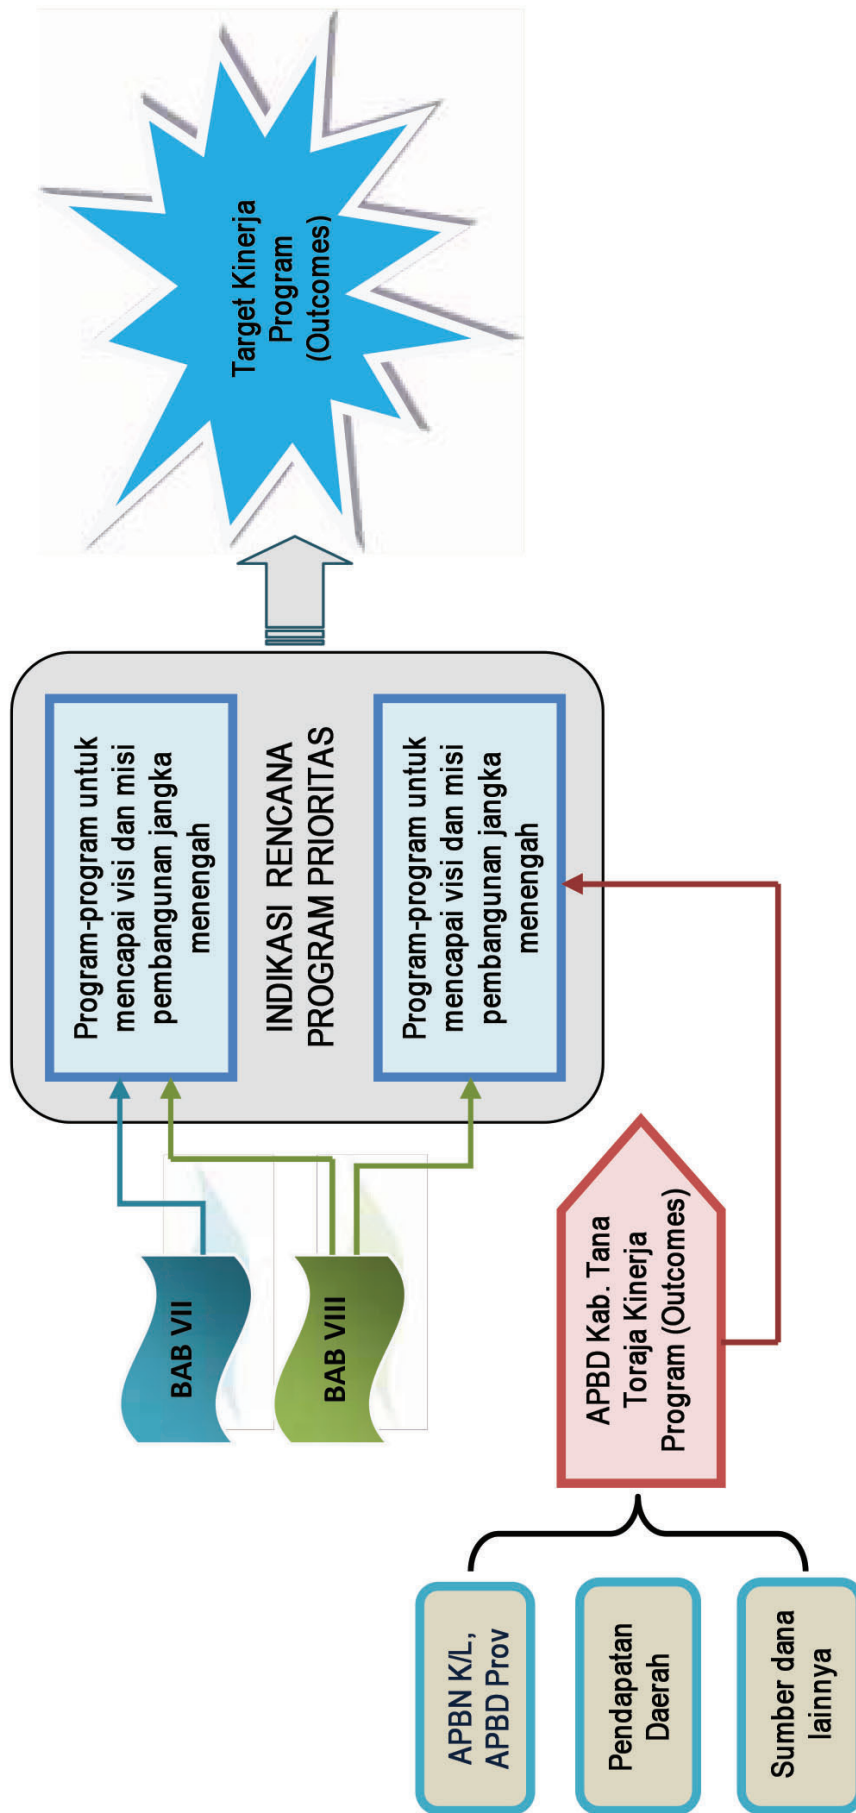 APBN K/L,
APBD Prov
Pendapatan
Daerah
Sumber dana
lainnya
BAB VII
BAB VIII
APBD Kab. Tana
Toraja Kinerja
Program (Outcomes)
Program-program untuk
mencapai visi dan misi
pembangunan jangka
menengah
INDIKASI RENCANA
PROGRAM PRIORITAS
Program-program untuk
mencapai visi dan misi
pembangunan jangka
menengah
Target Kinerja
Program
(Outcomes)